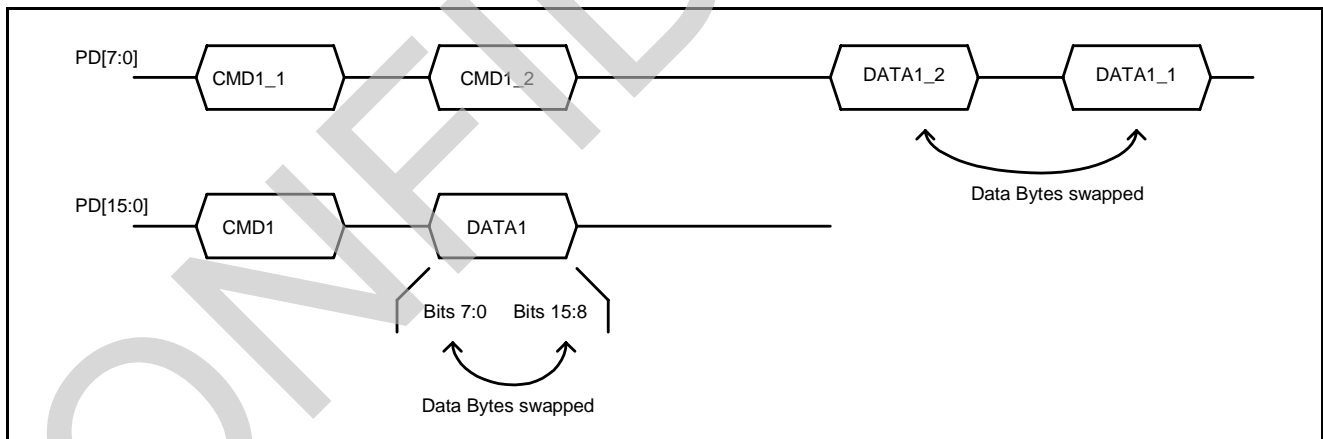 PD[7:0]
CMD1_1
CMD1_2
DATA1_2
DATA1_1
Data Bytes swapped
PD[15:0]
CMD1
DATA1
Bits 7:0
Bits 15:8
Data Bytes swapped
ONFID